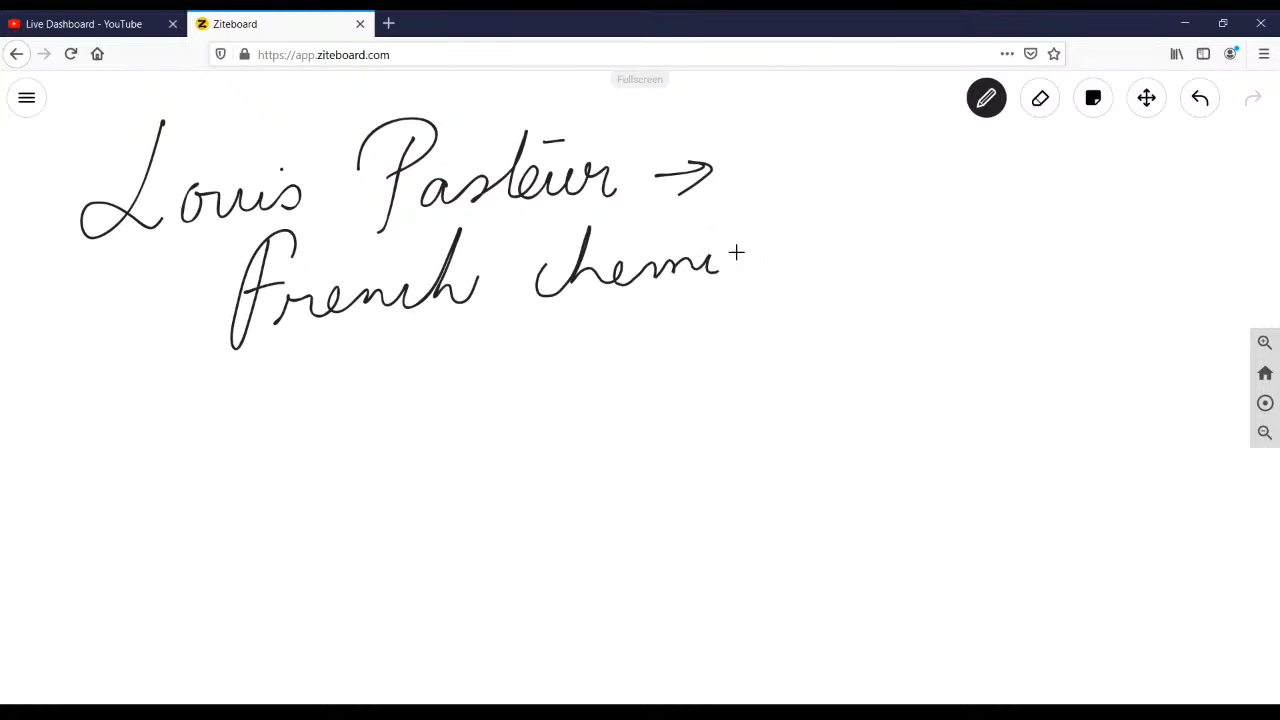 Live Dashboard - YouTube
Ziteboard
https://app.ziteboard.com
Fullscreen
Louis Pasteur →
French chemi